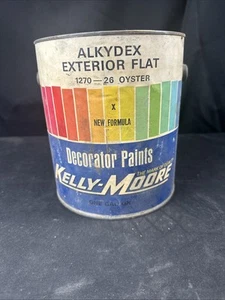 ALKYDEX
EXTERIOR FLAT
1270—26 OYSTER
X
NEW FORMULA
Decorator Paints
KELLY-MOORE